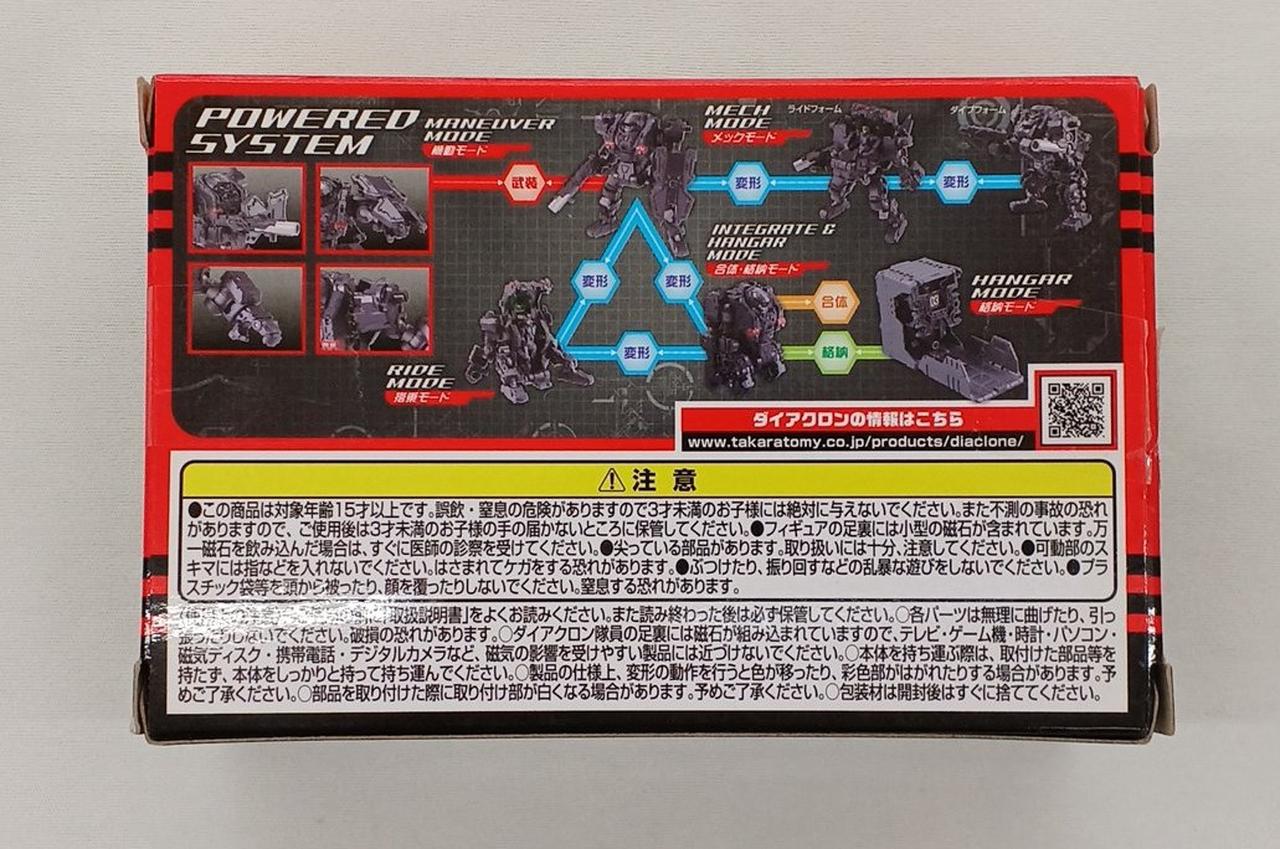 POWERED
SYSTEM
MANEUVER
MODE
機動モード
武装
MECH
MODE
メックモード
ライドフォーム
ダイブフォーム
変形
変形
変形
変形
変形
INTEGRATE &
HANGAR
MODE
合体・格納モード
合体
格納
HANGAR
MODE
格納モード
03
RIDE
MODE
搭乗モード
ダイアクロンの情報はこちら
www.takaratomy.co.jp/products/diaclone/
⚠注 意
●この商品は対象年齢15才以上です。誤飲・窒息の危険がありますので3才未満のお子様には絶対に与えないでください。また不測の事故の恐れ
がありますので、ご使用後は3才未満のお子様の手の届かないところに保管してください。●フィギュアの足裏には小型の磁石が含まれています。万
一磁石を飲み込んだ場合は、すぐに医師の診察を受けてください。●尖っている部品があります。取り扱いには十分、注意してください。●可動部のス
キマには指などを入れないでください。はさまれてケガをする恐れがあります。●ぶつけたり、振り回すなどの乱暴な遊びをしないでください。●プラ
スチック袋等を頭から被ったり、顔を覆ったりしないでください。窒息する恐れがあります。
取扱説明書」をよくお読みください。また読み終わった後は必ず保管してください。○各パーツは無理に曲げたり、引っ
張ったりしないでください。破損の恐れがあります。○ダイアクロン隊員の足裏には磁石が組み込まれていますので、テレビ・ゲーム機・時計・パソコン・
磁気ディスク・携帯電話・デジタルカメラなど、磁気の影響を受けやすい製品には近づけないでください。○本体を持ち運ぶ際は、取付けた部品等を
持たず、本体をしっかりと持って持ち運んでください。○製品の仕様上、変形の動作を行うと色が移ったり、彩色部がはがれたりする場合があります。予
めご了承ください。○部品を取り付けた際に取り付け部が白くなる場合があります。予めご了承ください。○包装材は開封後はすぐに捨ててください。